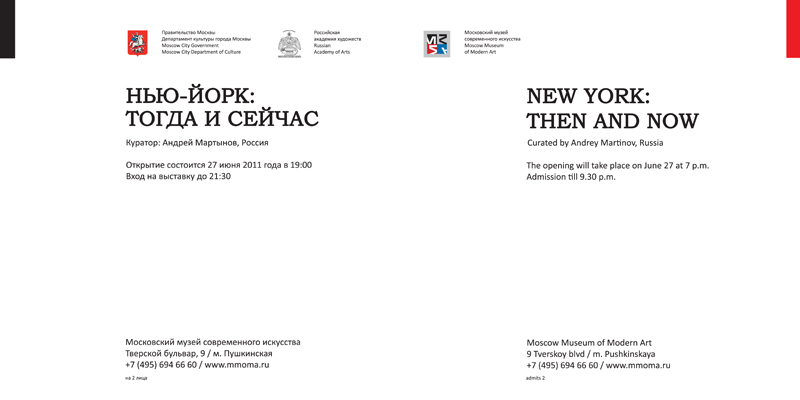 Правительство Москвы
Департамент культуры города Москвы
Moscow City Government
Moscow City Department of Culture
Российская
академия художеств
Russian
Academy of Arts
Московский музей
современного искусства
Moscow Museum
of Modern Art
НЬЮ-ЙОРК:
ТОГДА И СЕЙЧАС
Куратор: Андрей Мартынов, Россия
Открытие состоится 27 июня 2011 года в 19:00
Вход на выставку до 21:30
Московский музей современного искусства
Тверской бульвар, 9 / м. Пушкинская
+7 (495) 694 66 60 / www.mmoma.ru
на 2 лица
NEW YORK:
THEN AND NOW
Curated by Andrey Martinov, Russia
The opening will take place on June 27 at 7 p.m.
Admission till 9.30 p.m.
Moscow Museum of Modern Art
9 Tverskoy blvd / m. Pushkinskaya
+7 (495) 694 66 60 / www.mmoma.ru
admits 2